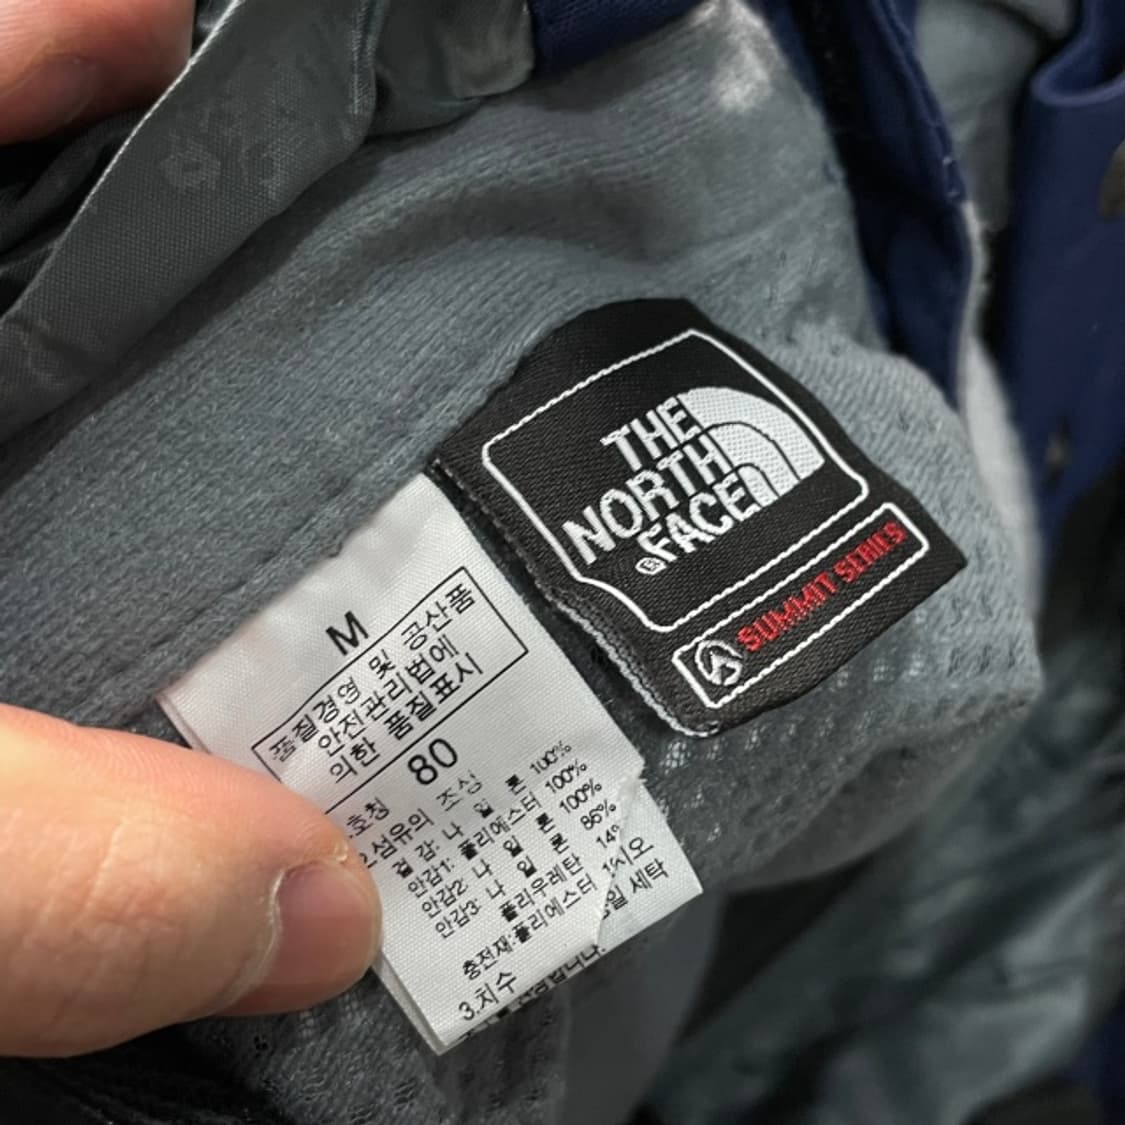 THE
NORTH
FACE
®
SUMMIT SERIES
M
품질경영 및 공산품
안전관리법에
의한 품질표시
호칭 80
섬유의 조성
겉 감: 나 일 론 100%
안감1: 폴리에스터 100%
안감2: 나 일 론 100%
안감3: 나 일 론 86%
폴리우레탄 14%
충전재:폴리에스터
3.치수
세탁